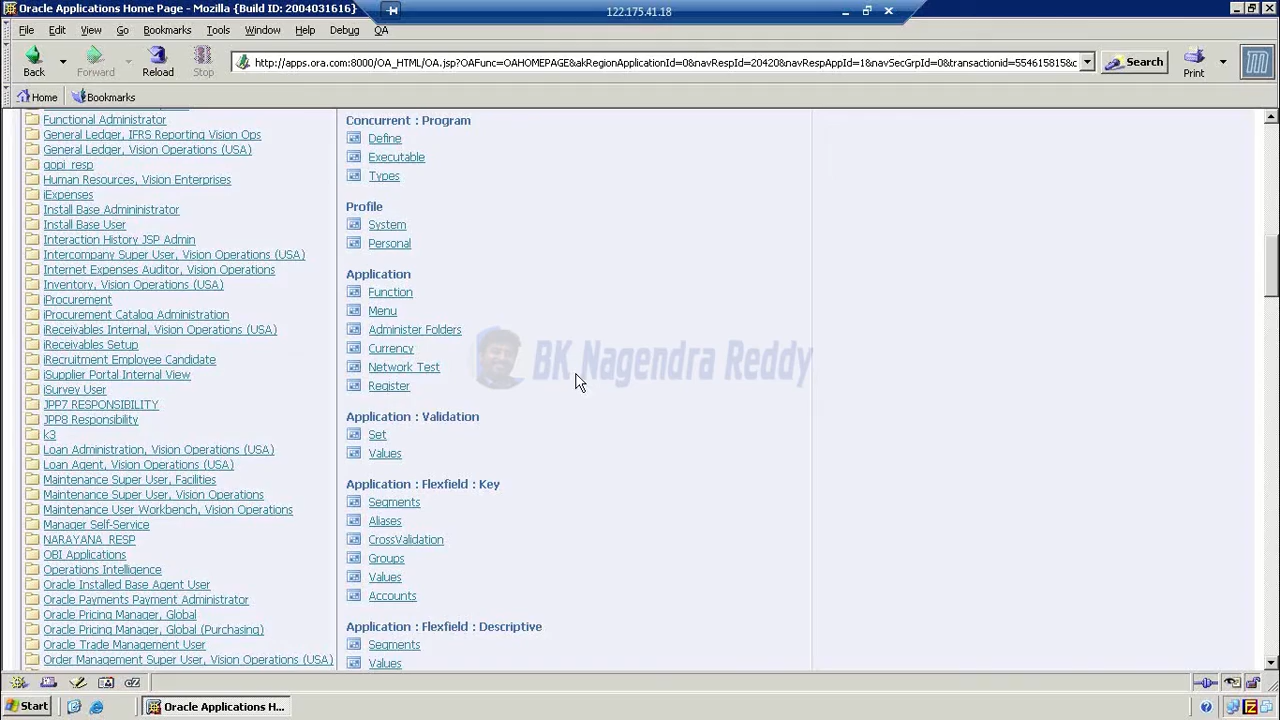 Oracle Applications Home Page - Mozilla {Build ID: 2004031616}
122.175.41.18
File Edit View Go Bookmarks Tools Window Help Debug QA
Back Forward Reload Stop
Search
Print
Home Bookmarks
Functional Administrator
General Ledger, IFRS Reporting Vision Ops
General Ledger, Vision Operations (USA)
gopi_resp
Human Resources, Vision Enterprises
iExpenses
Install Base Admininistrator
Install Base User
Interaction History JSP Admin
Intercompany Super User, Vision Operations (USA)
Internet Expenses Auditor, Vision Operations
Inventory, Vision Operations (USA)
iProcurement
iProcurement Catalog Administration
iReceivables Internal, Vision Operations (USA)
iReceivables Setup
iRecruitment Employee Candidate
iSupplier Portal Internal View
iSurvey User
JPP7 RESPONSIBILITY
JPP8 Responsibility
k3
Loan Administration, Vision Operations (USA)
Loan Agent, Vision Operations (USA)
Maintenance Super User, Facilities
Maintenance Super User, Vision Operations
Maintenance User Workbench, Vision Operations
Manager Self-Service
NARAYANA_RESP
OBI Applications
Operations Intelligence
Oracle Installed Base Agent User
Oracle Payments Payment Administrator
Oracle Pricing Manager, Global
Oracle Pricing Manager, Global (Purchasing)
Oracle Trade Management User
Order Management Super User, Vision Operations (USA)
Concurrent : Program
Define
Executable
Types
Profile
System
Personal
Application
Function
Menu
Administer Folders
Currency
Network Test
Register
RK Nagendra Reddy
Application : Validation
Set
Values
Application : Flexfield : Key
Segments
Aliases
CrossValidation
Groups
Values
Accounts
Application : Flexfield : Descriptive
Segments
Values
Start
Oracle Applications H...